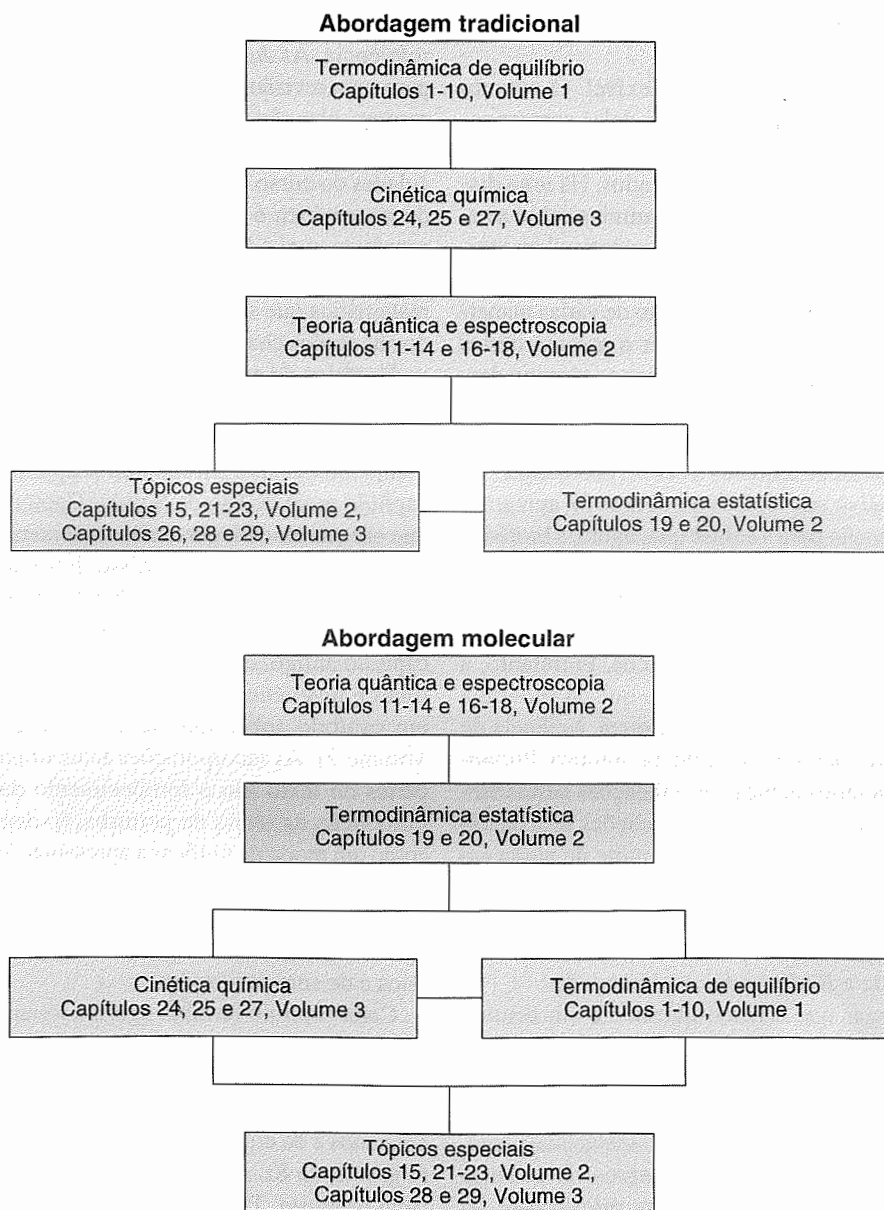 Abordagem tradicional
Termodinâmica de equilíbrio
Capítulos 1-10, Volume 1
Cinética química
Capítulos 24, 25 e 27, Volume 3
Teoria quântica e espectroscopia
Capítulos 11-14 e 16-18, Volume 2
Tópicos especiais
Capítulos 15, 21-23, Volume 2,
Capítulos 26, 28 e 29, Volume 3
Termodinâmica estatística
Capítulos 19 e 20, Volume 2
Abordagem molecular
Teoria quântica e espectroscopia
Capítulos 11-14 e 16-18, Volume 2
Termodinâmica estatística
Capítulos 19 e 20, Volume 2
Cinética química
Capítulos 24, 25 e 27, Volume 3
Termodinâmica de equilíbrio
Capítulos 1-10, Volume 1
Tópicos especiais
Capítulos 15, 21-23, Volume 2,
Capítulos 28 e 29, Volume 3